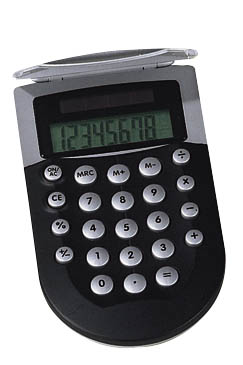 12345678
ON/AC MRC M+ M- ÷
CE 7 8 9 x
% 4 5 6 −
+/− 1 2 3 +
0 . =